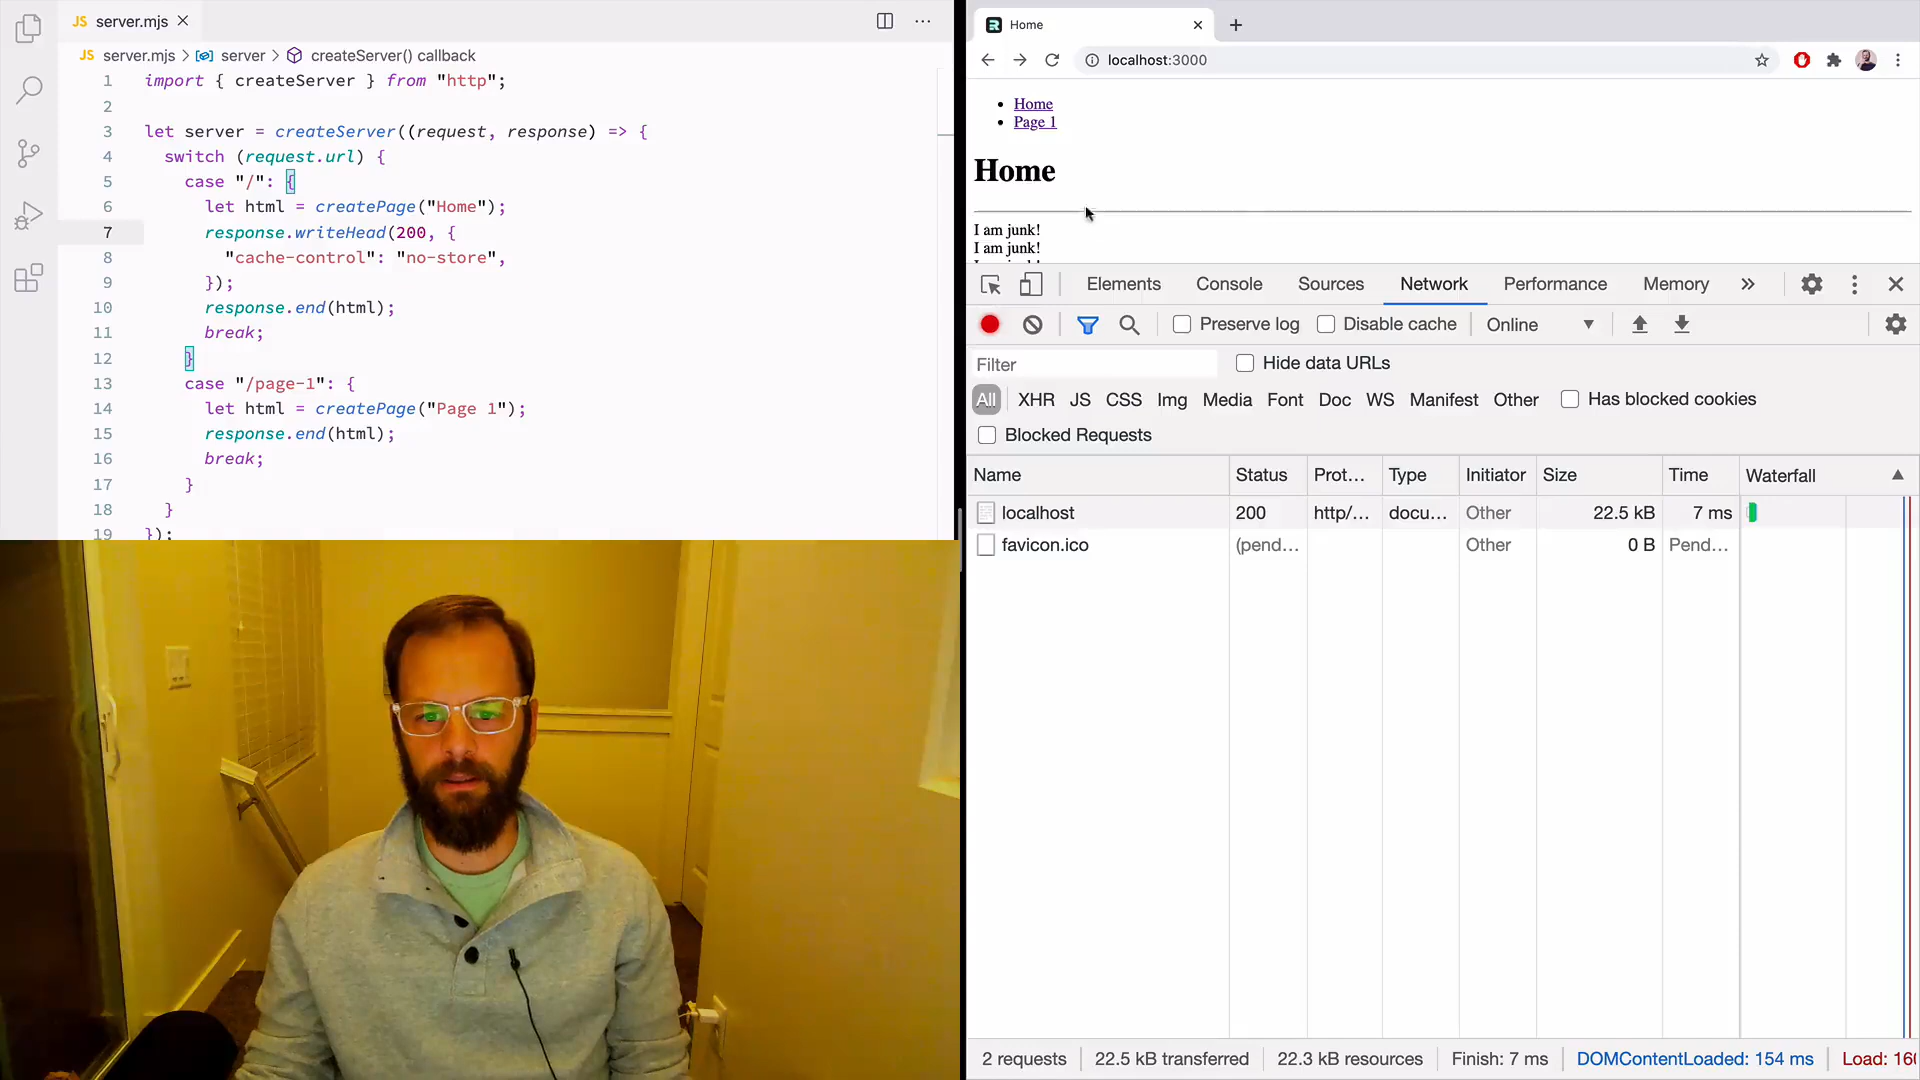 JS server.mjs
JS server.mjs > server > createServer() callback
1 import { createServer } from "http";
2
3 let server = createServer((request, response) => {
4 switch (request.url) {
5 case "/": {
6 let html = createPage("Home");
7 response.writeHead(200, {
8 "cache-control": "no-store",
9 });
10 response.end(html);
11 break;
12 }
13 case "/page-1": {
14 let html = createPage("Page 1");
15 response.end(html);
16 break;
17 }
18 }
19 });
Home
localhost:3000
Home
Page 1
Home
I am junk!
I am junk!
Elements Console Sources Network Performance Memory
Preserve log Disable cache Online
Filter Hide data URLs
All XHR JS CSS Img Media Font Doc WS Manifest Other Has blocked cookies
Blocked Requests
Name Status Prot... Type Initiator Size Time Waterfall
localhost 200 http/... docu... Other 22.5 kB 7 ms
favicon.ico (pend... Other 0 B Pend...
2 requests 22.5 kB transferred 22.3 kB resources Finish: 7 ms DOMContentLoaded: 154 ms Load: 16